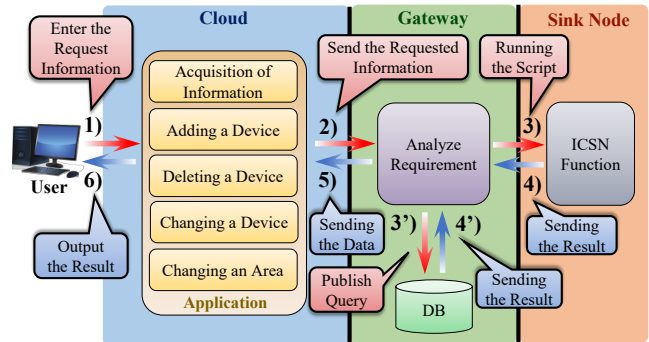 Cloud
Gateway
Sink Node
Enter the
Request
Information
Acquisition of
Information
Adding a Device
Deleting a Device
Changing a Device
Changing an Area
Application
Send the Requested
Information
Running
the Script
1)
2)
3)
User
6)
5)
4)
Analyze
Requirement
ICSN
Function
Output
the Result
Sending
the Data
3’)
4’)
Sending
the Result
Publish
Query
Sending
the Result
DB